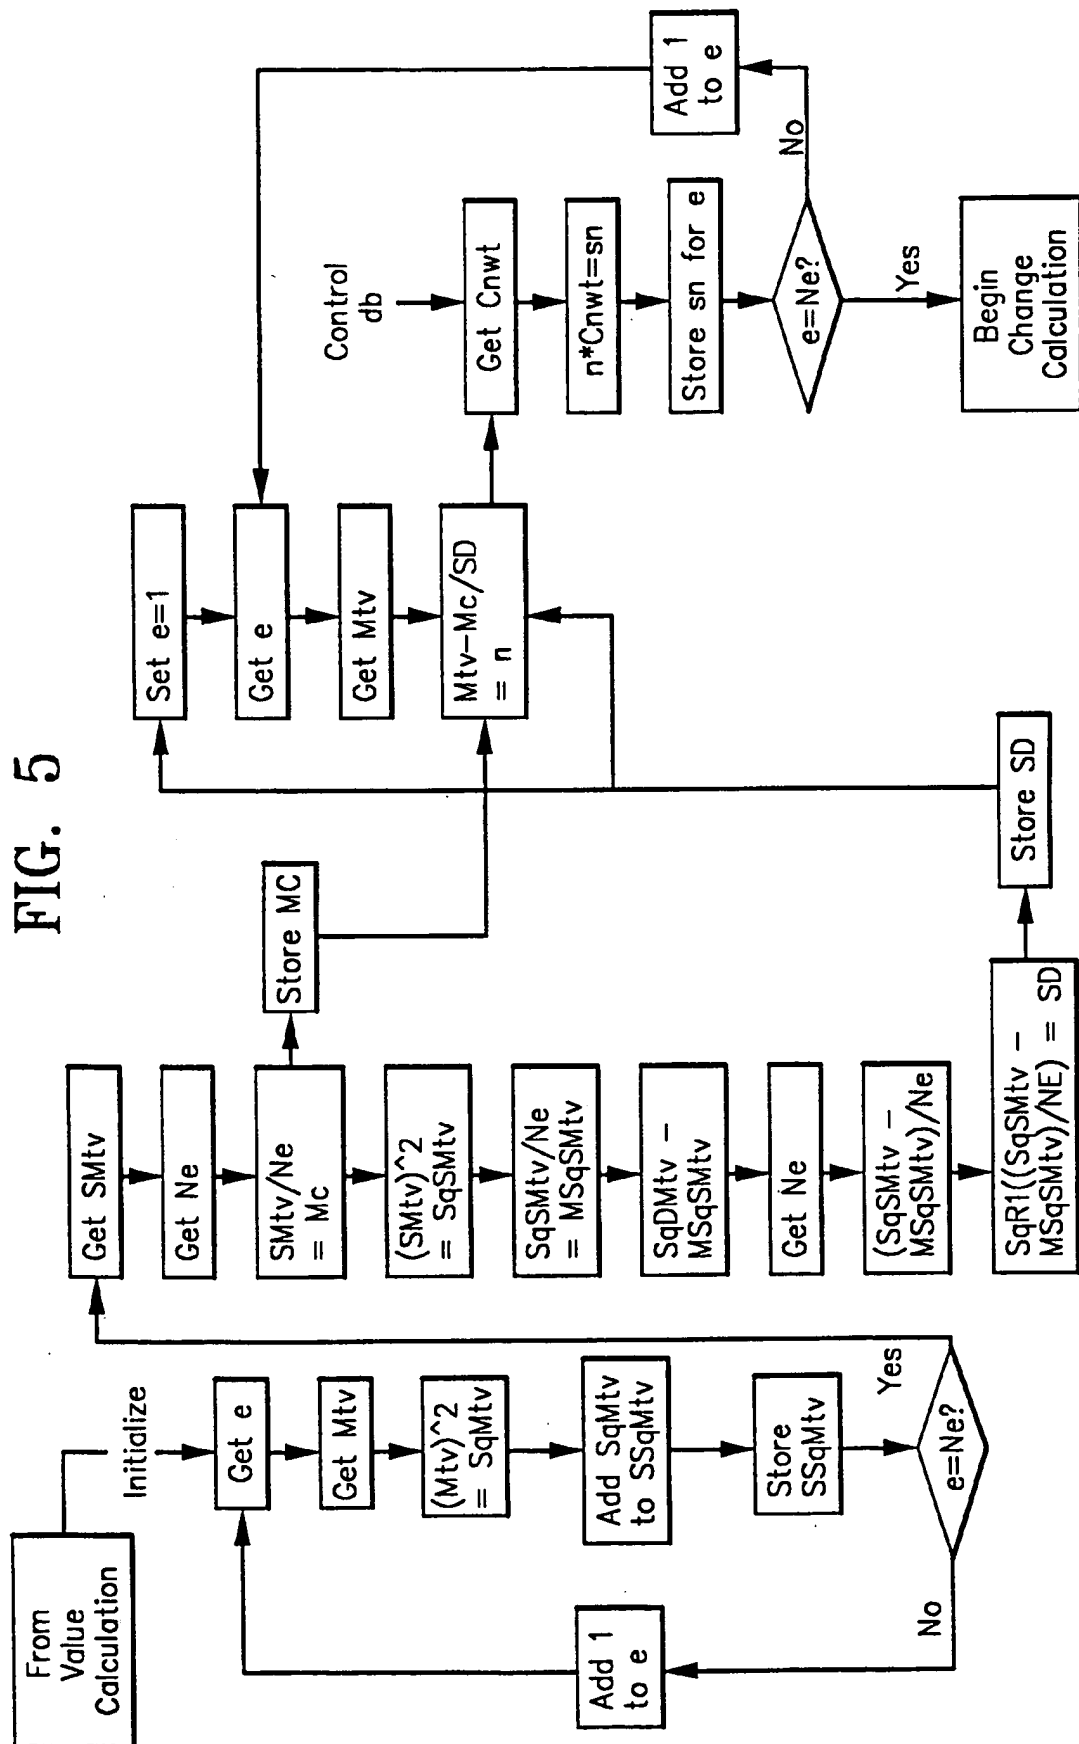 FIG. 5
From
Value
Calculation
Initialize
Get e
Get Mtv
(Mtv)^2
= SqMtv
Add SqMtv
to SSqMtv
Store
SSqMtv
e=Ne?
No
Add 1
to e
Yes
Get SMtv
Get Ne
SMtv/Ne
= Mc
Store MC
(SMtv)^2
= SqSMtv
SqSMtv/Ne
= MSqSMtv
SqDMtv –
MSqSMtv
Get Ne
(SqSMtv –
MSqSMtv)/Ne
SqR1((SqSMtv –
MSqSMtv)/NE) = SD
Store SD
Set e=1
Get e
Get Mtv
Mtv–Mc/SD
= n
Control
db
Get Cnwt
n*Cnwt=sn
Store sn for e
e=Ne?
No
Add 1
to e
Yes
Begin
Change
Calculation